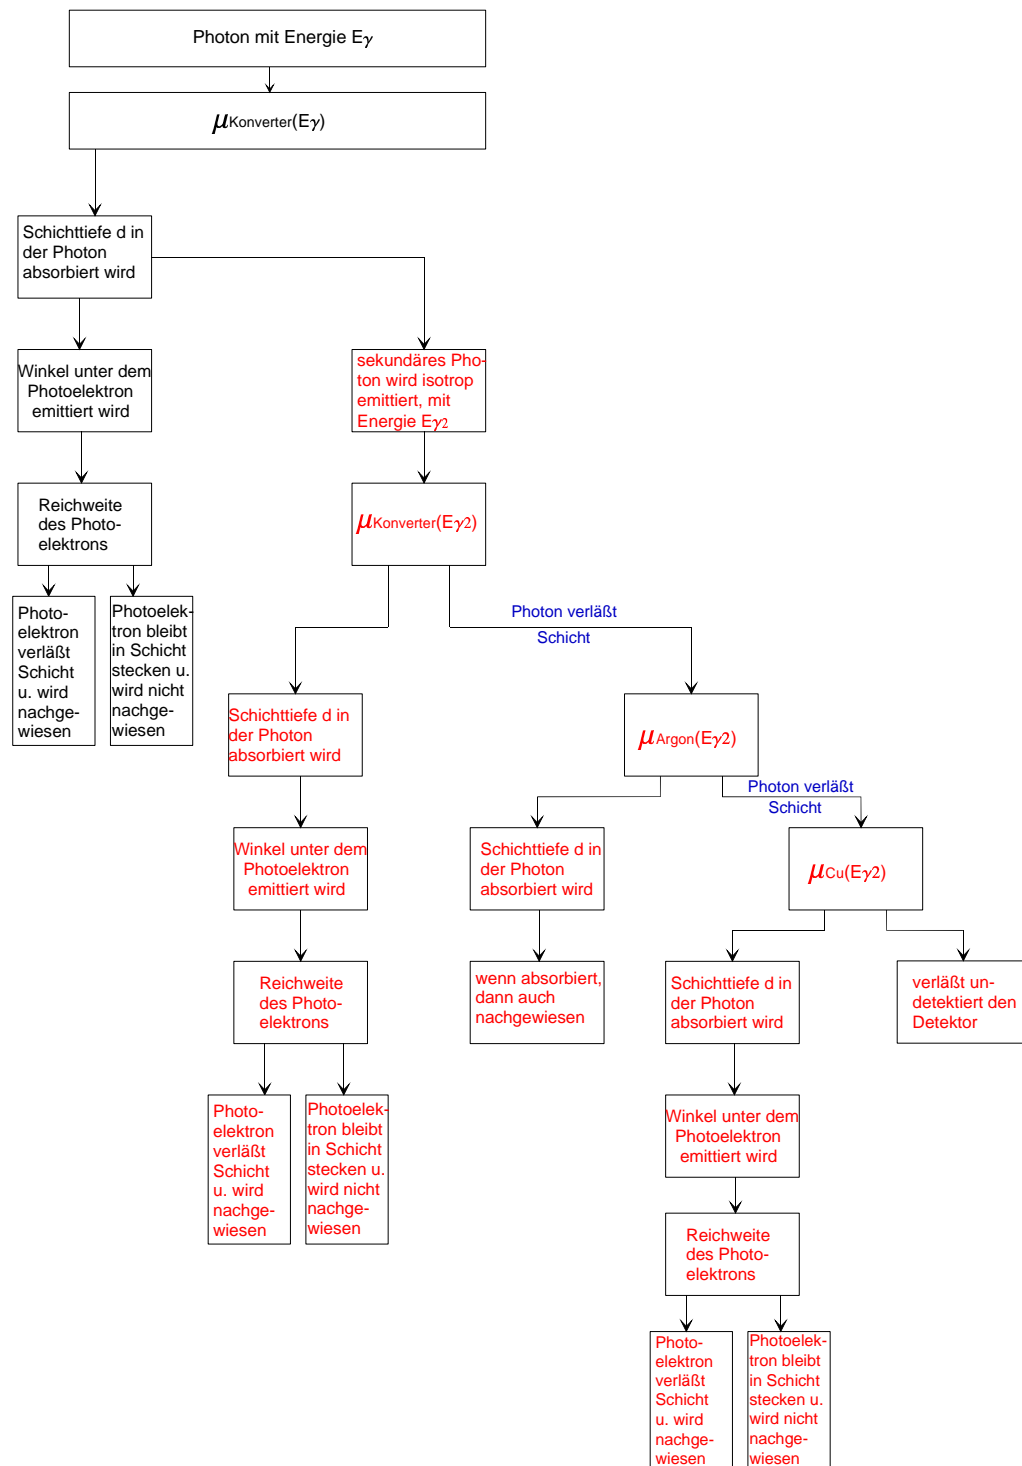 Photon mit Energie Eγ
μKonverter(Eγ)
Schichttiefe d in
der Photon
absorbiert wird
Winkel unter dem
Photoelektron
emittiert wird
sekundäres Pho-
ton wird isotrop
emittiert, mit
Energie Eγ2
Reichweite
des Photo-
elektrons
μKonverter(Eγ2)
Photo-
elektron
verläßt
Schicht
u. wird
nachge-
wiesen
Photoelek-
tron bleibt
in Schicht
stecken u.
wird nicht
nachge-
wiesen
Photon verläßt
Schicht
Schichttiefe d in
der Photon
absorbiert wird
μArgon(Eγ2)
Photon verläßt
Schicht
Winkel unter dem
Photoelektron
emittiert wird
Schichttiefe d in
der Photon
absorbiert wird
μCu(Eγ2)
Reichweite
des Photo-
elektrons
wenn absorbiert,
dann auch
nachgewiesen
Schichttiefe d in
der Photon
absorbiert wird
verläßt un-
detektiert den
Detektor
Photo-
elektron
verläßt
Schicht
u. wird
nachge-
wiesen
Photoelek-
tron bleibt
in Schicht
stecken u.
wird nicht
nachge-
wiesen
Winkel unter dem
Photoelektron
emittiert wird
Reichweite
des Photo-
elektrons
Photo-
elektron
verläßt
Schicht
u. wird
nachge-
wiesen
Photoelek-
tron bleibt
in Schicht
stecken u.
wird nicht
nachge-
wiesen